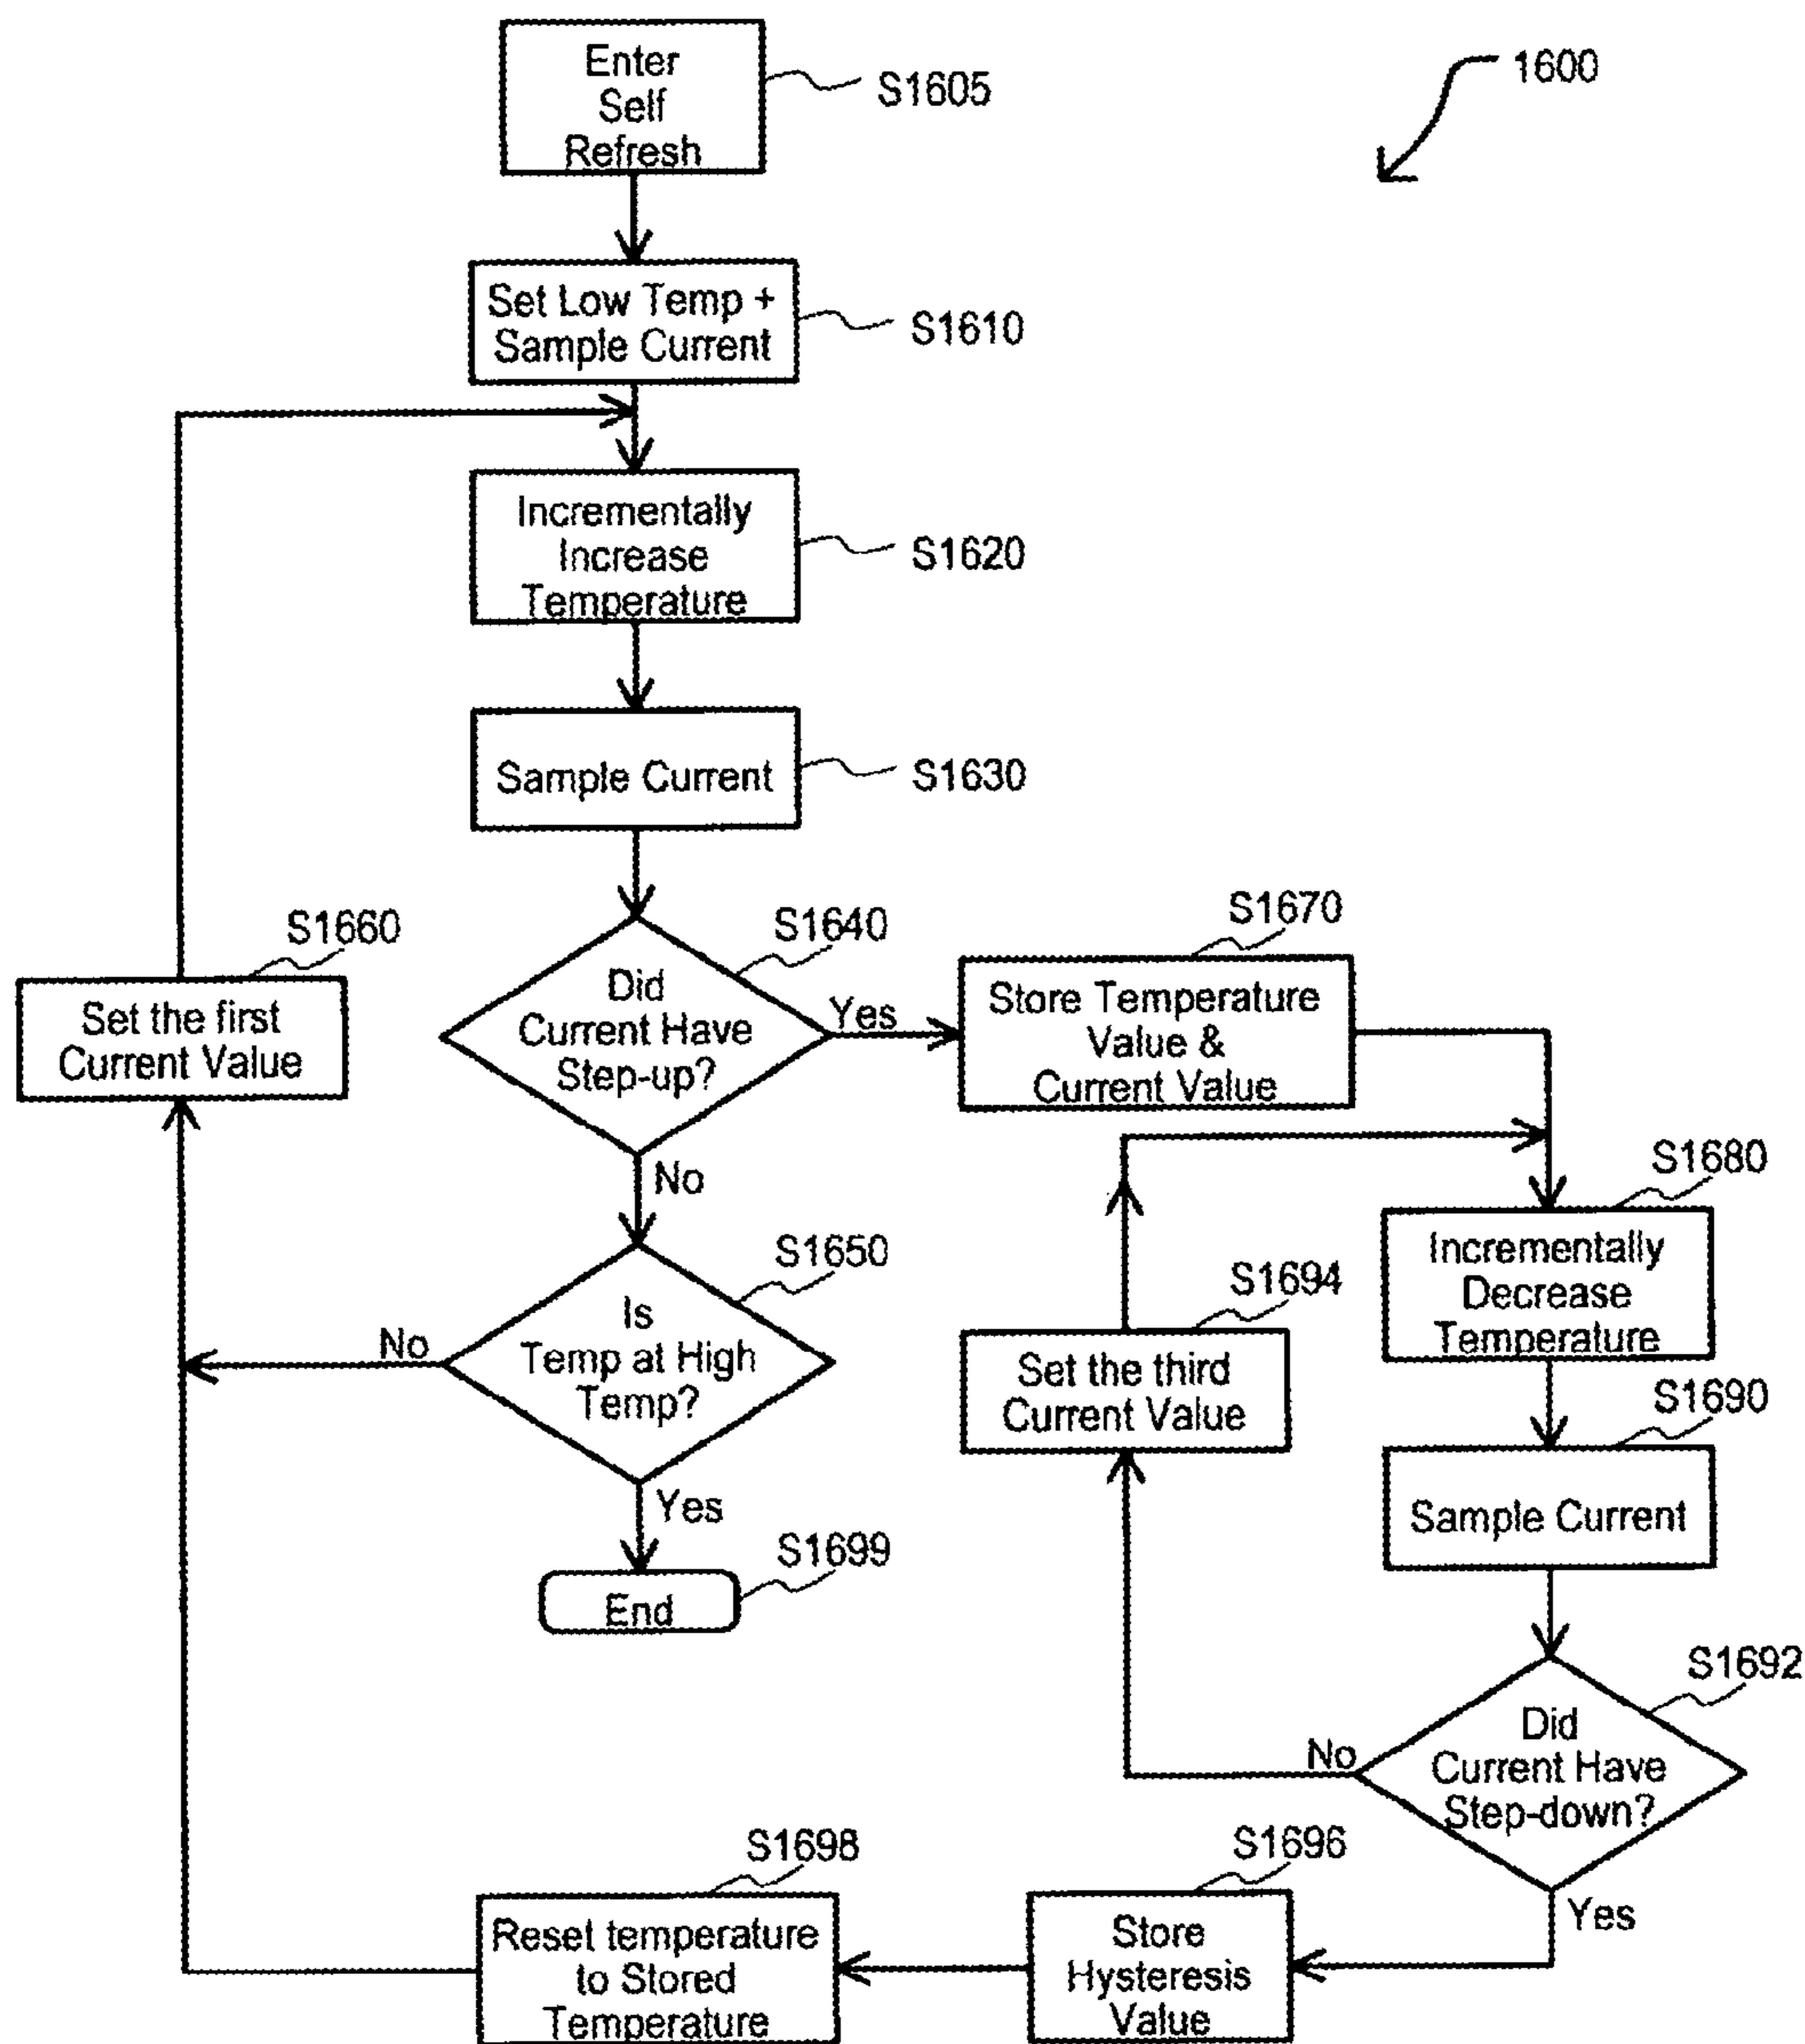 Enter
Self
Refresh
S1605
1600
Set Low Temp +
Sample Current
S1610
Incrementally
Increase
Temperature
S1620
Sample Current
S1630
S1660
Set the first
Current Value
S1640
Did
Current Have
Step-up?
Yes
No
S1670
Store Temperature
Value &
Current Value
S1680
Incrementally
Decrease
Temperature
S1650
Is
Temp at High
Temp?
No
Yes
S1694
Set the third
Current Value
S1690
Sample Current
S1699
End
S1692
Did
Current Have
Step-down?
No
Yes
S1696
Store
Hysteresis
Value
S1698
Reset temperature
to Stored
Temperature